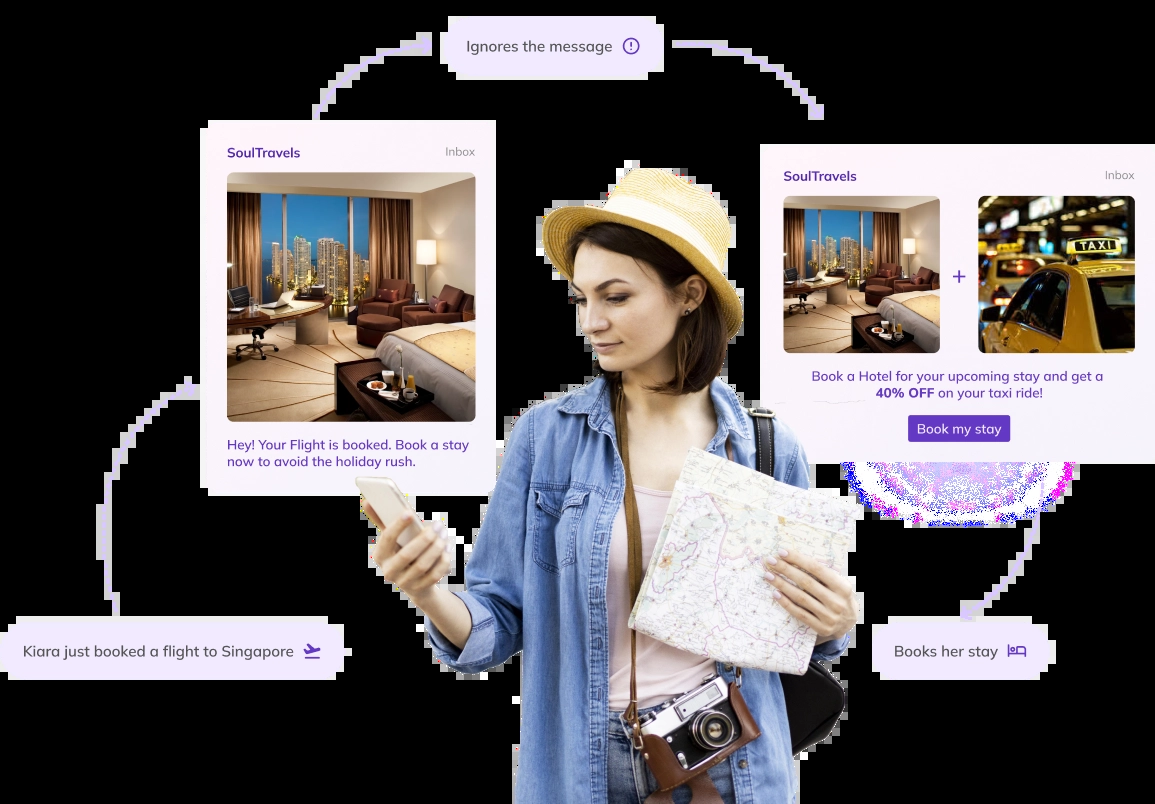 Ignores the message
SoulTravels
Inbox
Hey! Your Flight is booked. Book a stay
now to avoid the holiday rush.
SoulTravels
Inbox
TAXI
Book a Hotel for your upcoming stay and get a
40% OFF on your taxi ride!
Book my stay
Kiara just booked a flight to Singapore
Books her stay